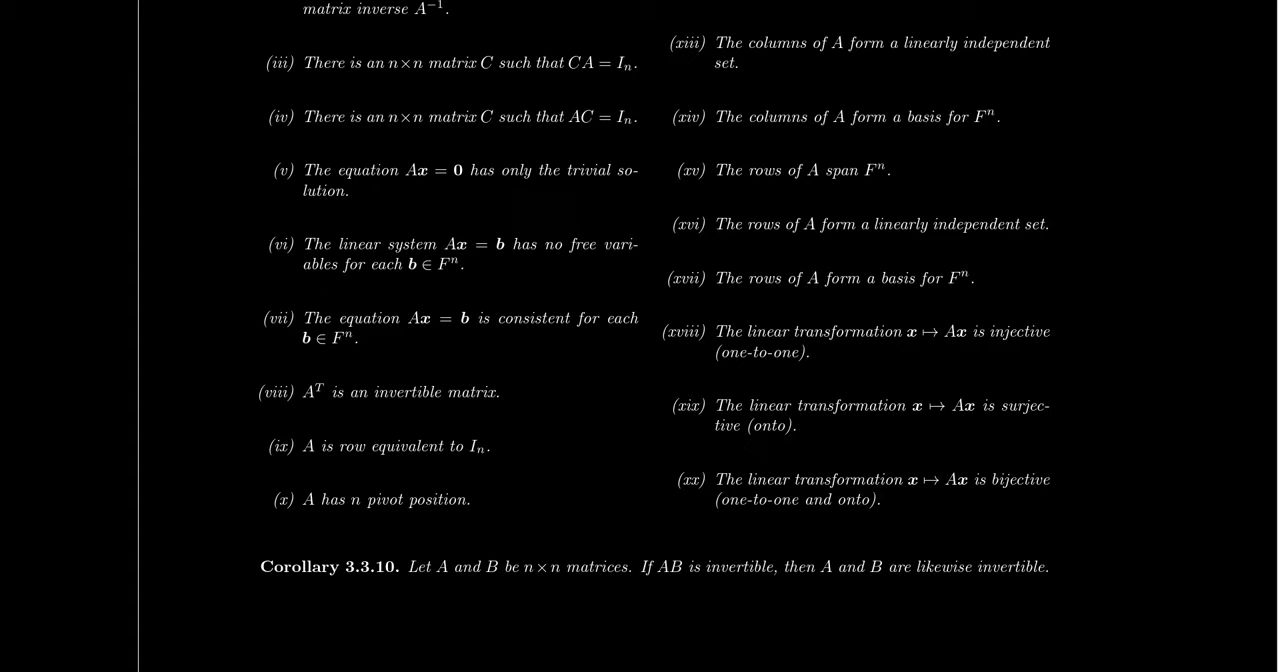 matrix inverse A⁻¹.
(iii) There is an n×n matrix C such that CA = Iₙ.
(iv) There is an n×n matrix C such that AC = Iₙ.
(v) The equation Ax = 0 has only the trivial so-
lution.
(vi) The linear system Ax = b has no free vari-
ables for each b ∈ Fⁿ.
(vii) The equation Ax = b is consistent for each
b ∈ Fⁿ.
(viii) Aᵀ is an invertible matrix.
(ix) A is row equivalent to Iₙ.
(x) A has n pivot position.
(xiii) The columns of A form a linearly independent
set.
(xiv) The columns of A form a basis for Fⁿ.
(xv) The rows of A span Fⁿ.
(xvi) The rows of A form a linearly independent set.
(xvii) The rows of A form a basis for Fⁿ.
(xviii) The linear transformation x ↦ Ax is injective
(one-to-one).
(xix) The linear transformation x ↦ Ax is surjec-
tive (onto).
(xx) The linear transformation x ↦ Ax is bijective
(one-to-one and onto).
Corollary 3.3.10. Let A and B be n×n matrices. If AB is invertible, then A and B are likewise invertible.